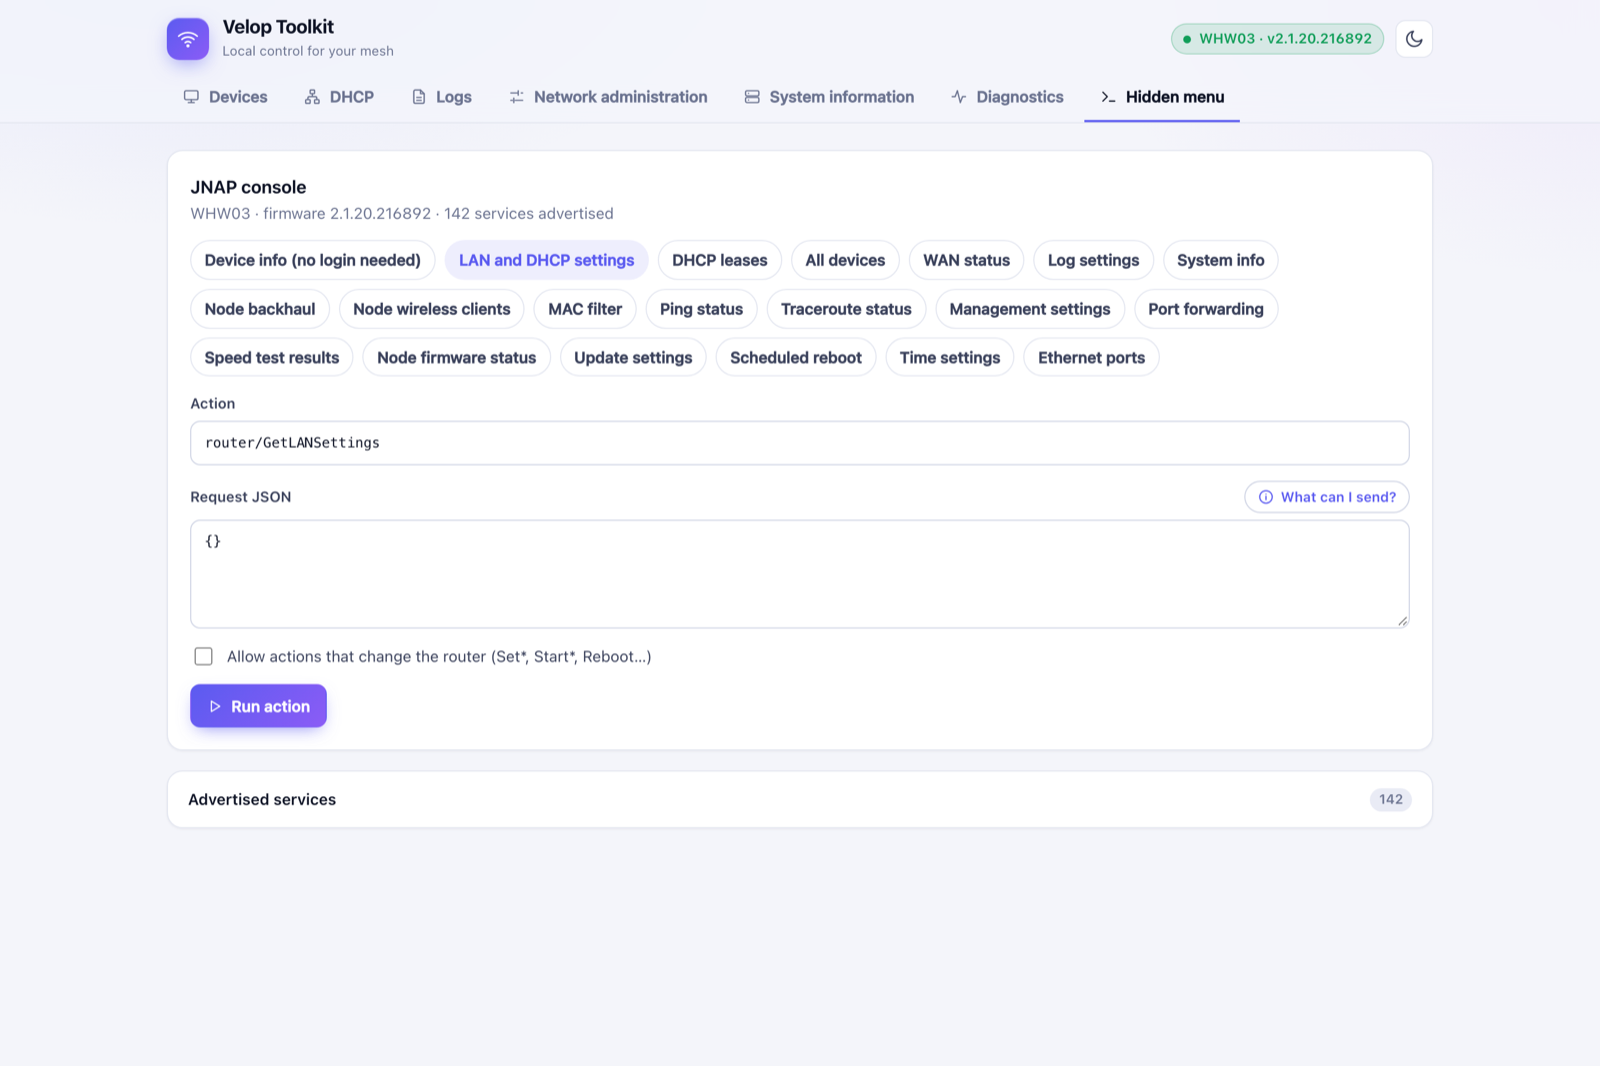 Velop Toolkit
Local control for your mesh
WHW03 · v2.1.20.216892
Devices
DHCP
Logs
Network administration
System information
Diagnostics
Hidden menu
JNAP console
WHW03 · firmware 2.1.20.216892 · 142 services advertised
Device info (no login needed)
LAN and DHCP settings
DHCP leases
All devices
WAN status
Log settings
System info
Node backhaul
Node wireless clients
MAC filter
Ping status
Traceroute status
Management settings
Port forwarding
Speed test results
Node firmware status
Update settings
Scheduled reboot
Time settings
Ethernet ports
Action
router/GetLANSettings
Request JSON
What can I send?
{}
Allow actions that change the router (Set*, Start*, Reboot...)
Run action
Advertised services
142